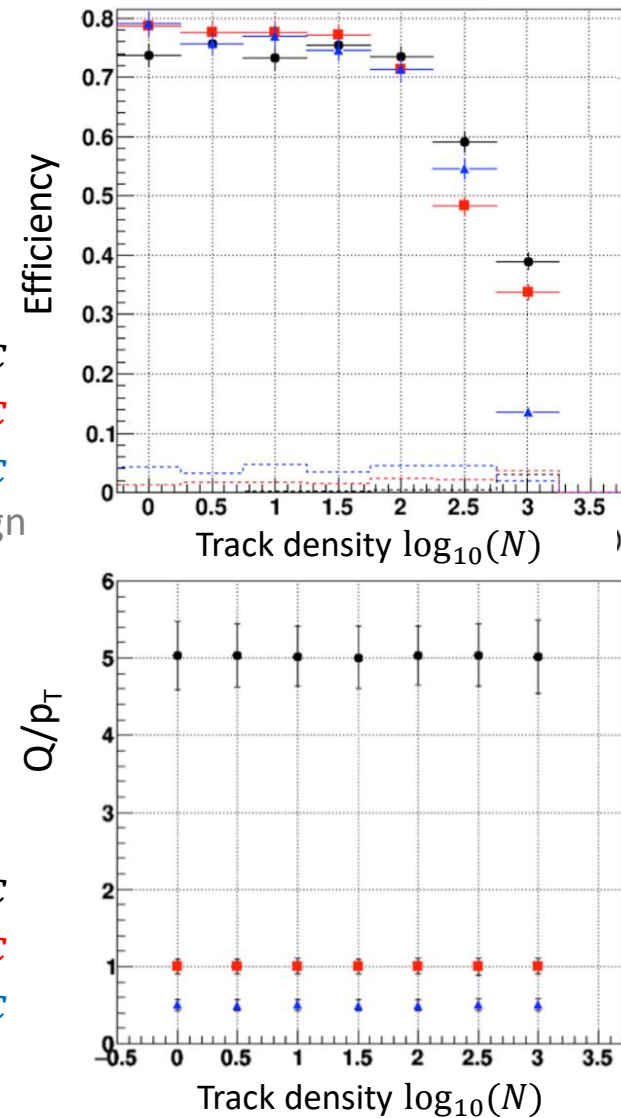 0.8
0.7
0.6
0.5
0.4
0.3
0.2
0.1
0
Efficiency
C
C
C
gn
0 0.5 1 1.5 2 2.5 3 3.5
Track density log₁₀(N)
)
6
5
4
3
2
1
0
Q/pT
C
C
C
−0.5 0 0.5 1 1.5 2 2.5 3 3.5
Track density log₁₀(N)